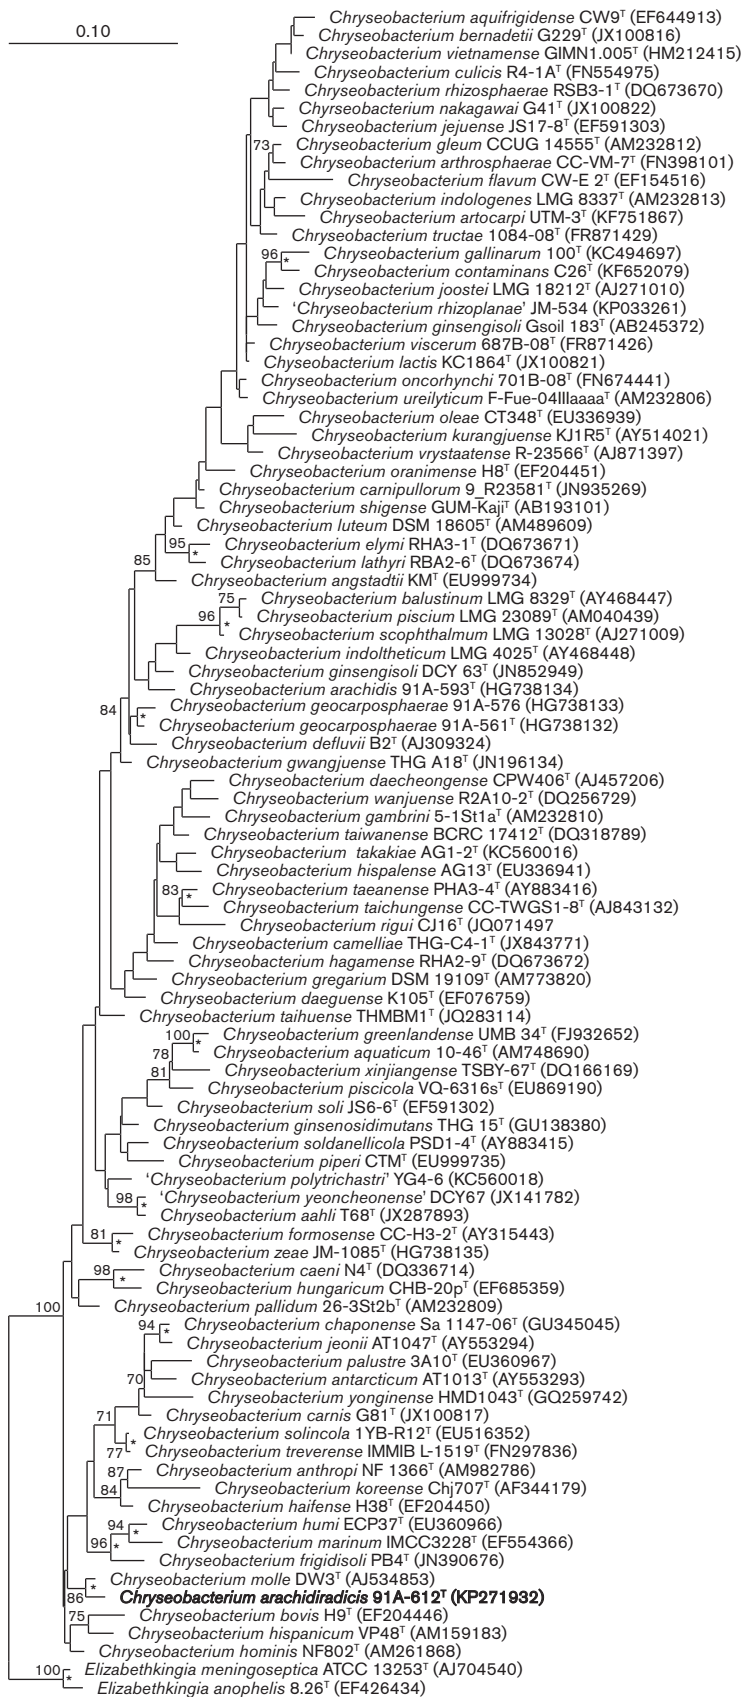 0.10
Chryseobacterium aquifrigidense CW9ᵀ (EF644913)
Chryseobacterium bernadetii G229ᵀ (JX100816)
Chryseobacterium vietnamense GIMN1.005ᵀ (HM212415)
Chryseobacterium culicis R4-1Aᵀ (FN554975)
Chryseobacterium rhizosphaerae RSB3-1ᵀ (DQ673670)
Chyrseobacterium nakagawai G41ᵀ (JX100822)
Chryseobacterium jejuense JS17-8ᵀ (EF591303)
73 Chryseobacterium gleum CCUG 14555ᵀ (AM232812)
Chryseobacterium arthrosphaerae CC-VM-7ᵀ (FN398101)
Chryseobacterium flavum CW-E 2ᵀ (EF154516)
Chryseobacterium indologenes LMG 8337ᵀ (AM232813)
Chryseobacterium artocarpi UTM-3ᵀ (KF751867)
Chryseobacterium tructae 1084-08ᵀ (FR871429)
96 * Chryseobacterium gallinarum 100ᵀ (KC494697)
Chryseobacterium contaminans C26ᵀ (KF652079)
Chryseobacterium joostei LMG 18212ᵀ (AJ271010)
'Chryseobacterium rhizoplanae' JM-534 (KP033261)
Chryseobacterium ginsengisoli Gsoil 183ᵀ (AB245372)
Chryseobacterium viscerum 687B-08ᵀ (FR871426)
Chyseobacterium lactis KC1864ᵀ (JX100821)
Chryseobacterium oncorhynchi 701B-08ᵀ (FN674441)
Chryseobacterium ureilyticum F-Fue-04IIIaaaaᵀ (AM232806)
Chryseobacterium oleae CT348ᵀ (EU336939)
Chryseobacterium kurangjuense KJ1R5ᵀ (AY514021)
Chryseobacterium vrystaatense R-23566ᵀ (AJ871397)
Chryseobacterium oranimense H8ᵀ (EF204451)
Chryseobacterium carnipullorum 9_R23581ᵀ (JN935269)
Chryseobacterium shigense GUM-Kajiᵀ (AB193101)
Chryseobacterium luteum DSM 18605ᵀ (AM489609)
95 * Chryseobacterium elymi RHA3-1ᵀ (DQ673671)
85 Chryseobacterium lathyri RBA2-6ᵀ (DQ673674)
Chryseobacterium angstadtii KMᵀ (EU999734)
75 Chryseobacterium balustinum LMG 8329ᵀ (AY468447)
96 * Chryseobacterium piscium LMG 23089ᵀ (AM040439)
Chryseobacterium scophthalmum LMG 13028ᵀ (AJ271009)
Chryseobacterium indoltheticum LMG 4025ᵀ (AY468448)
Chryseobacterium ginsengisoli DCY 63ᵀ (JN852949)
Chryseobacterium arachidis 91A-593ᵀ (HG738134)
84 * Chryseobacterium geocarposphaerae 91A-576 (HG738133)
Chryseobacterium geocarposphaerae 91A-561ᵀ (HG738132)
Chryseobacterium defluvii B2ᵀ (AJ309324)
Chryseobacterium gwangjuense THG A18ᵀ (JN196134)
Chryseobacterium daecheongense CPW406ᵀ (AJ457206)
Chryseobacterium wanjuense R2A10-2ᵀ (DQ256729)
Chryseobacterium gambrini 5-1St1aᵀ (AM232810)
Chryseobacterium taiwanense BCRC 17412ᵀ (DQ318789)
Chryseobacterium takakiae AG1-2ᵀ (KC560016)
Chryseobacterium hispalense AG13ᵀ (EU336941)
83 * Chryseobacterium taeanense PHA3-4ᵀ (AY883416)
Chryseobacterium taichungense CC-TWGS1-8ᵀ (AJ843132)
Chryseobacterium rigui CJ16ᵀ (JQ071497
Chryseobacterium camelliae THG-C4-1ᵀ (JX843771)
Chryseobacterium hagamense RHA2-9ᵀ (DQ673672)
Chryseobacterium gregarium DSM 19109ᵀ (AM773820)
Chryseobacterium daeguense K105ᵀ (EF076759)
Chryseobacterium taihuense THMBM1ᵀ (JQ283114)
100 * Chryseobacterium greenlandense UMB 34ᵀ (FJ932652)
78 Chryseobacterium aquaticum 10-46ᵀ (AM748690)
81 Chryseobacterium xinjiangense TSBY-67ᵀ (DQ166169)
Chryseobacterium piscicola VQ-6316sᵀ (EU869190)
Chryseobacterium soli JS6-6ᵀ (EF591302)
Chryseobacterium ginsenosidimutans THG 15ᵀ (GU138380)
Chryseobacterium soldanellicola PSD1-4ᵀ (AY883415)
Chryseobacterium piperi CTMᵀ (EU999735)
'Chryseobacterium polytrichastri' YG4-6 (KC560018)
98 * 'Chryseobacterium yeoncheonense' DCY67 (JX141782)
Chryseobacterium aahli T68ᵀ (JX287893)
81 * Chryseobacterium formosense CC-H3-2ᵀ (AY315443)
Chryseobacterium zeae JM-1085ᵀ (HG738135)
98 * Chryseobacterium caeni N4ᵀ (DQ336714)
Chryseobacterium hungaricum CHB-20pᵀ (EF685359)
100 Chryseobacterium pallidum 26-3St2bᵀ (AM232809)
94 * Chryseobacterium chaponense Sa 1147-06ᵀ (GU345045)
Chryseobacterium jeonii AT1047ᵀ (AY553294)
Chryseobacterium palustre 3A10ᵀ (EU360967)
70 Chryseobacterium antarcticum AT1013ᵀ (AY553293)
Chryseobacterium yonginense HMD1043ᵀ (GQ259742)
71 Chryseobacterium carnis G81ᵀ (JX100817)
Chryseobacterium solincola 1YB-R12ᵀ (EU516352)
77 * Chryseobacterium treverense IMMIB L-1519ᵀ (FN297836)
87 Chryseobacterium anthropi NF 1366ᵀ (AM982786)
84 Chryseobacterium koreense Chj707ᵀ (AF344179)
Chryseobacterium haifense H38ᵀ (EF204450)
94 * Chryseobacterium humi ECP37ᵀ (EU360966)
96 * Chryseobacterium marinum IMCC3228ᵀ (EF554366)
Chryseobacterium frigidisoli PB4ᵀ (JN390676)
* Chryseobacterium molle DW3ᵀ (AJ534853)
86 Chryseobacterium arachidiradicis 91A-612ᵀ (KP271932)
75 Chryseobacterium bovis H9ᵀ (EF204446)
Chryseobacterium hispanicum VP48ᵀ (AM159183)
Chryseobacterium hominis NF802ᵀ (AM261868)
100 * Elizabethkingia meningoseptica ATCC 13253ᵀ (AJ704540)
Elizabethkingia anophelis 8.26ᵀ (EF426434)